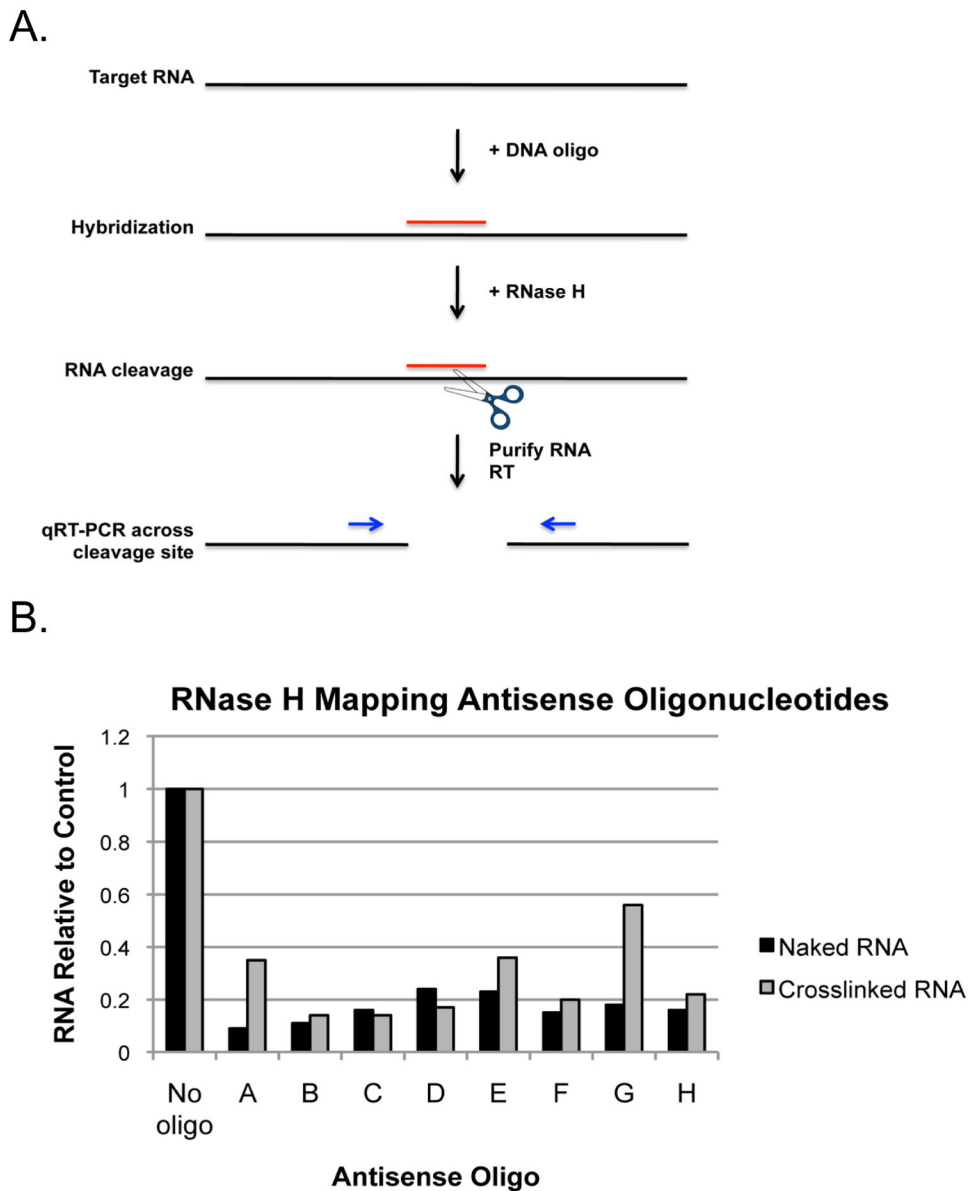 A.
Target RNA
+ DNA oligo
Hybridization
+ RNase H
RNA cleavage
Purify RNA
RT
qRT-PCR across
cleavage site
B.
RNase H Mapping Antisense Oligonucleotides
RNA Relative to Control
1.2
1
0.8
0.6
0.4
0.2
0
Naked RNA
Crosslinked RNA
No oligo A B C D E F G H
Antisense Oligo